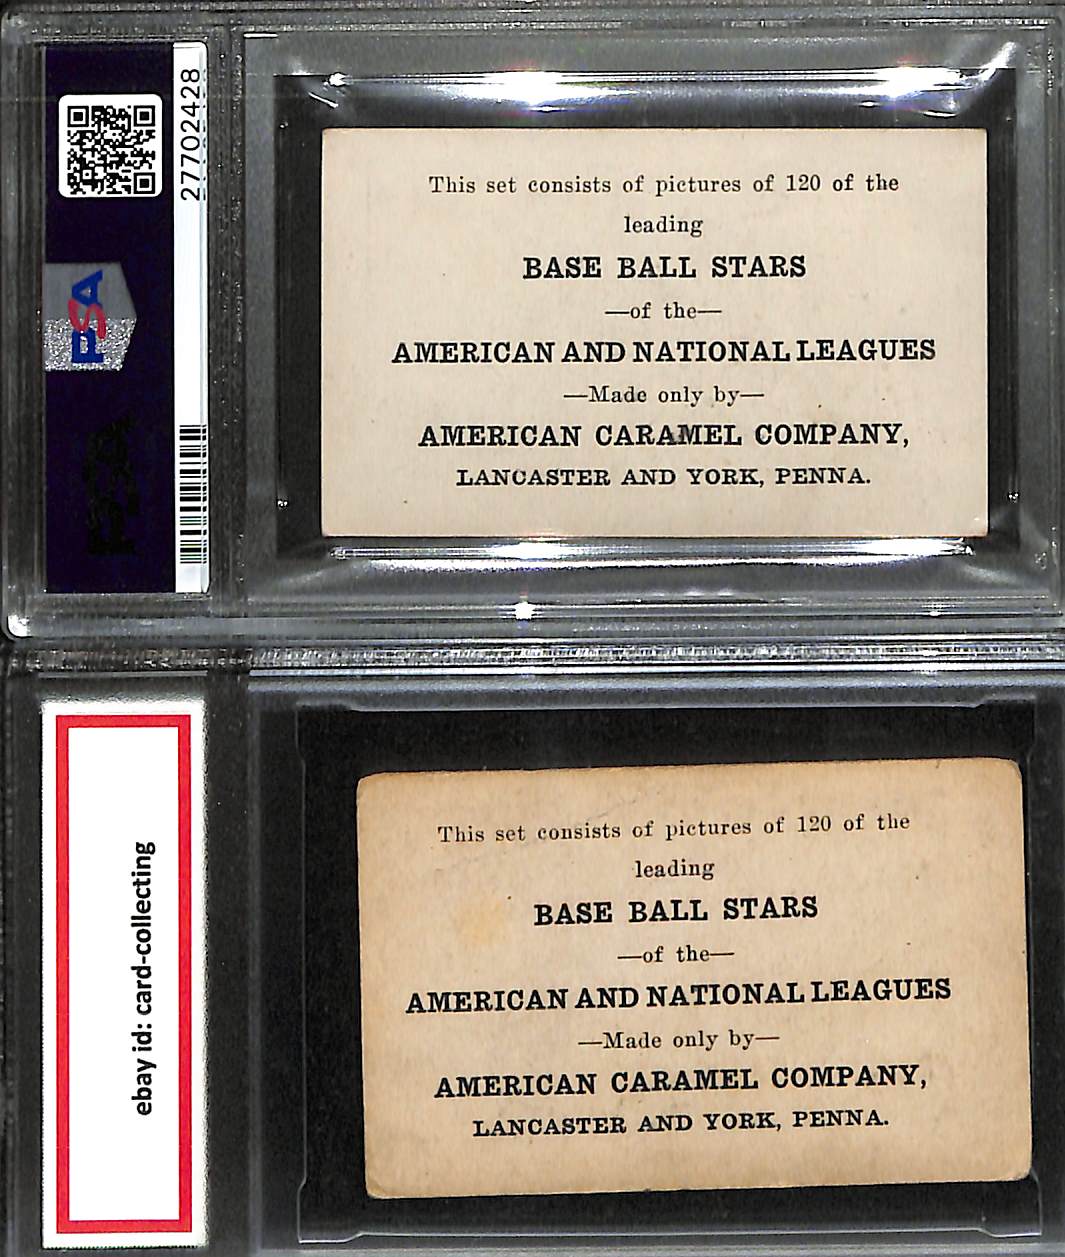 27702428
PSA
This set consists of pictures of 120 of the
leading
BASE BALL STARS
—of the—
AMERICAN AND NATIONAL LEAGUES
—Made only by—
AMERICAN CARAMEL COMPANY,
LANCASTER AND YORK, PENNA.
ebay id: card-collecting
This set consists of pictures of 120 of the
leading
BASE BALL STARS
—of the—
AMERICAN AND NATIONAL LEAGUES
—Made only by—
AMERICAN CARAMEL COMPANY,
LANCASTER AND YORK, PENNA.